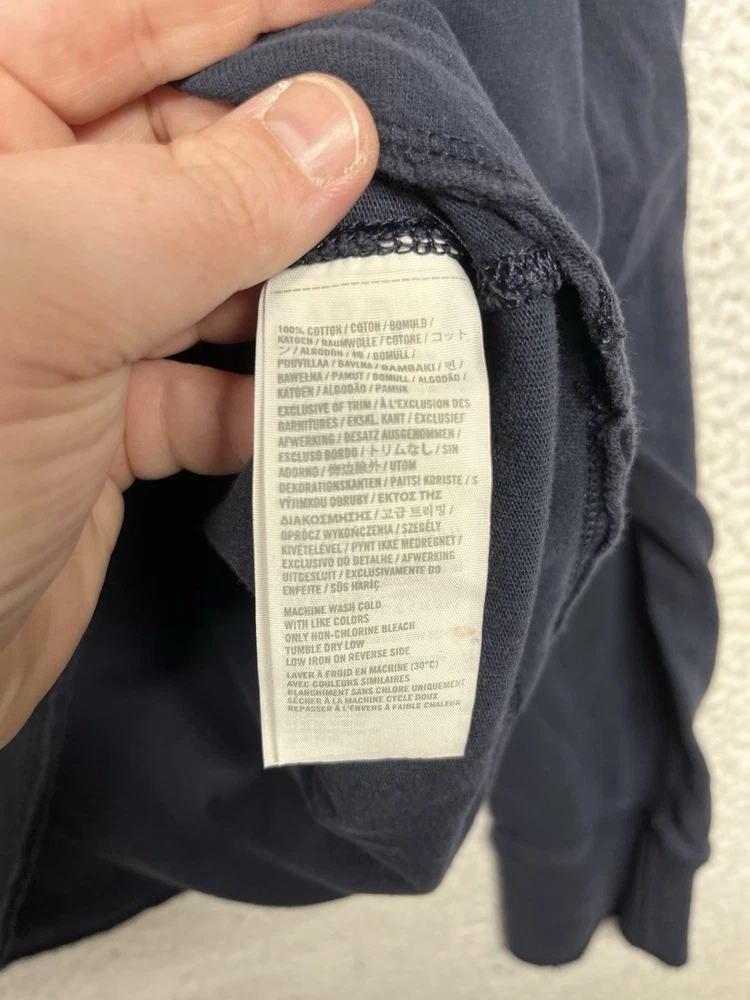 100% COTTON / COTON / BOMULD /
KATOEN / BAUMWOLLE / COTONE / コット
ン / ALGODÓN / 棉 / BOMULL /
PUUVILLAA / BAVLNA / BAMBAKI / 면 /
BAWEŁNA / PAMUT / BOMULL / ALGODÃO /
KATOEN / ALGODÃO / PAMUK
EXCLUSIVE OF TRIM / À L'EXCLUSION DES
GARNITURES / EKSKL. KANT / EXCLUSIEF
AFWERKING / BESATZ AUSGENOMMEN /
ESCLUSO BORDO / トリムなし / SIN
ADORNO / 饰边除外 / UTOM
DEKORATIONSKANTEN / PAITSI KORISTE / S
VÝJIMKOU OBRUBY / ΕΚΤΟΣ ΤΗΣ
ΔΙΑΚΟΣΜΗΣΗΣ / 고급 트리밍 /
OPRÓCZ WYKOŃCZENIA / SZEGÉLY
KIVÉTELÉVEL / PYNT IKKE MEDREGNET /
EXCLUSIVO DO DETALHE / AFWERKING
UITGESLUIT / EXCLUSIVAMENTE DO
ENFEITE / SÜS HARİÇ
MACHINE WASH COLD
WITH LIKE COLORS
ONLY NON-CHLORINE BLEACH
TUMBLE DRY LOW
LOW IRON ON REVERSE SIDE
LAVER À FROID EN MACHINE (30°C)
AVEC COULEURS SIMILAIRES
BLANCHIMENT SANS CHLORE UNIQUEMENT
SÉCHER À LA MACHINE CYCLE DOUX
REPASSER À L'ENVERS À FAIBLE CHALEUR